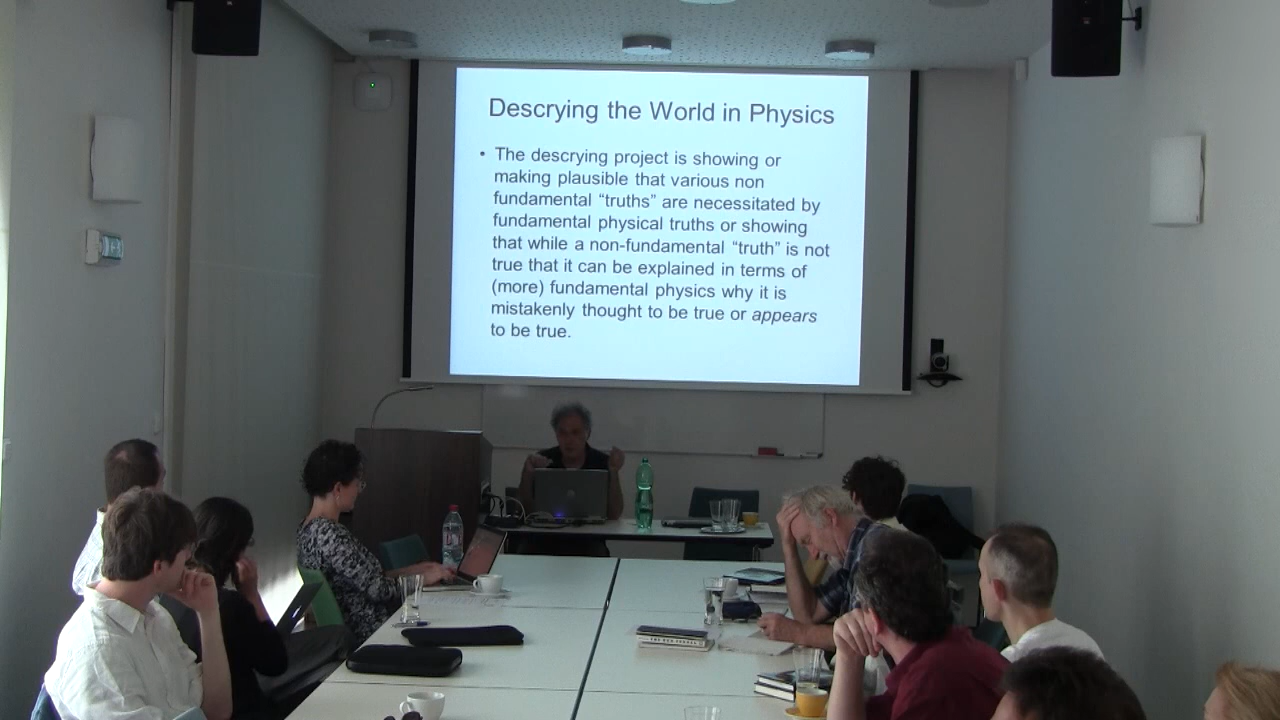 Descrying the World in Physics
• The descrying project is showing or
making plausible that various non
fundamental “truths” are necessitated by
fundamental physical truths or showing
that while a non-fundamental “truth” is not
true that it can be explained in terms of
(more) fundamental physics why it is
mistakenly thought to be true or appears
to be true.